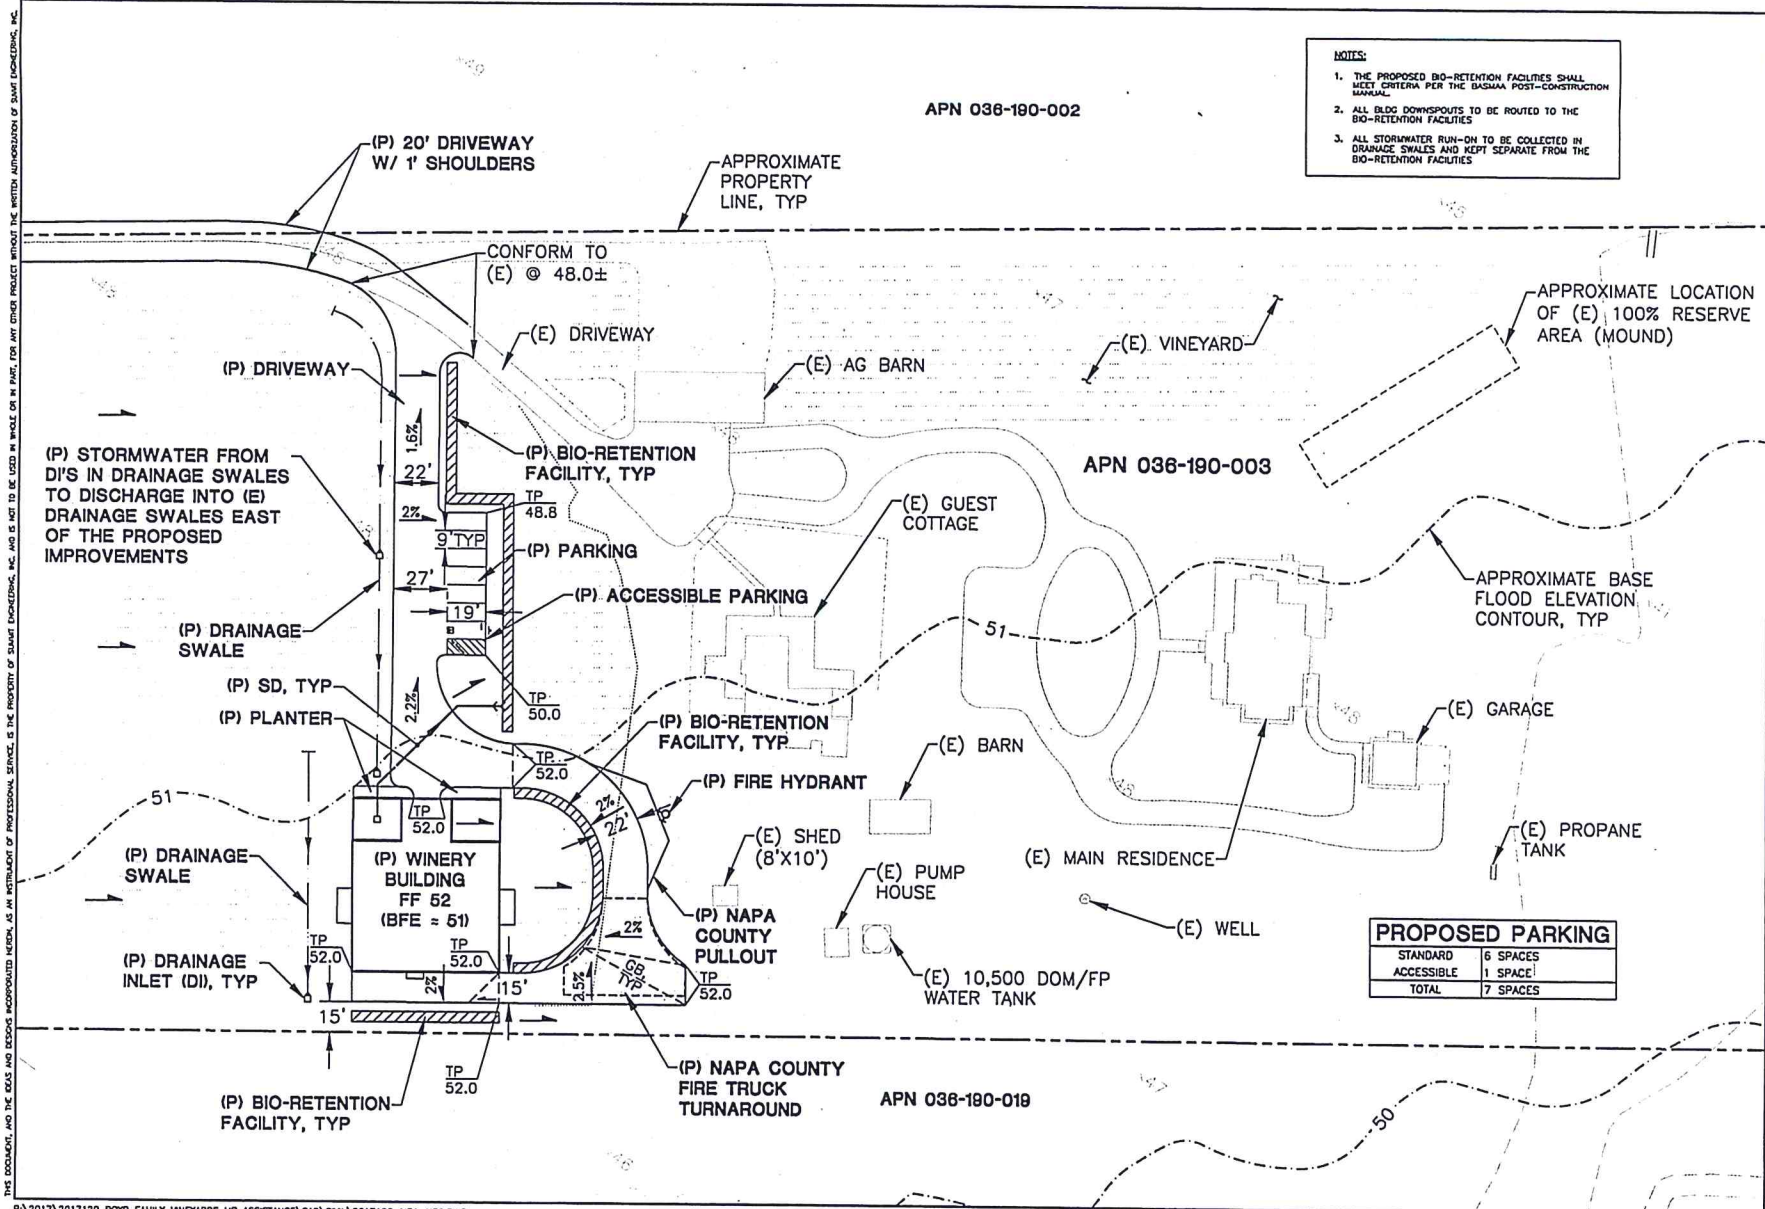 NOTES:
1. THE PROPOSED BIO-RETENTION FACILITIES SHALL
MEET CRITERIA PER THE BASMAA POST-CONSTRUCTION
MANUAL.
2. ALL BLDG DOWNSPOUTS TO BE ROUTED TO THE
BIO-RETENTION FACILITIES
3. ALL STORMWATER RUN-ON TO BE COLLECTED IN
DRAINAGE SWALES AND KEPT SEPARATE FROM THE
BIO-RETENTION FACILITIES
APN 036-190-002
(P) 20' DRIVEWAY
W/ 1' SHOULDERS
APPROXIMATE
PROPERTY
LINE, TYP
CONFORM TO
(E) @ 48.0±
(E) DRIVEWAY
(E) VINEYARD
APPROXIMATE LOCATION
OF (E) 100% RESERVE
AREA (MOUND)
(E) AG BARN
(P) DRIVEWAY
1.6%
22'
(P) BIO-RETENTION
FACILITY, TYP
APN 036-190-003
(P) STORMWATER FROM
DI'S IN DRAINAGE SWALES
TO DISCHARGE INTO (E)
DRAINAGE SWALES EAST
OF THE PROPOSED
IMPROVEMENTS
TP
48.8
2%
9' TYP
(E) GUEST
COTTAGE
(P) PARKING
27'
19'
(P) ACCESSIBLE PARKING
APPROXIMATE BASE
FLOOD ELEVATION
CONTOUR, TYP
51
(P) DRAINAGE
SWALE
(P) SD, TYP
2.2%
TP
50.0
(P) PLANTER
(P) BIO-RETENTION
FACILITY, TYP
(E) GARAGE
(E) BARN
TP
52.0
(P) FIRE HYDRANT
51
2%
22'
TP
52.0
(E) SHED
(8'X10')
(E) PROPANE
TANK
(P) DRAINAGE
SWALE
(P) WINERY
BUILDING
FF 52
(BFE = 51)
(E) MAIN RESIDENCE
(E) PUMP
HOUSE
(P) NAPA
COUNTY
PULLOUT
(E) WELL
2%
PROPOSED PARKING
STANDARD 6 SPACES
ACCESSIBLE 1 SPACE
TOTAL 7 SPACES
TP
52.0
TP
52.0
(P) DRAINAGE
INLET (DI), TYP
GB,
TYP
2%
2.5%
15'
TP
52.0
(E) 10,500 DOM/FP
WATER TANK
15'
TP
52.0
(P) NAPA COUNTY
FIRE TRUCK
TURNAROUND
(P) BIO-RETENTION
FACILITY, TYP
APN 036-190-019
50